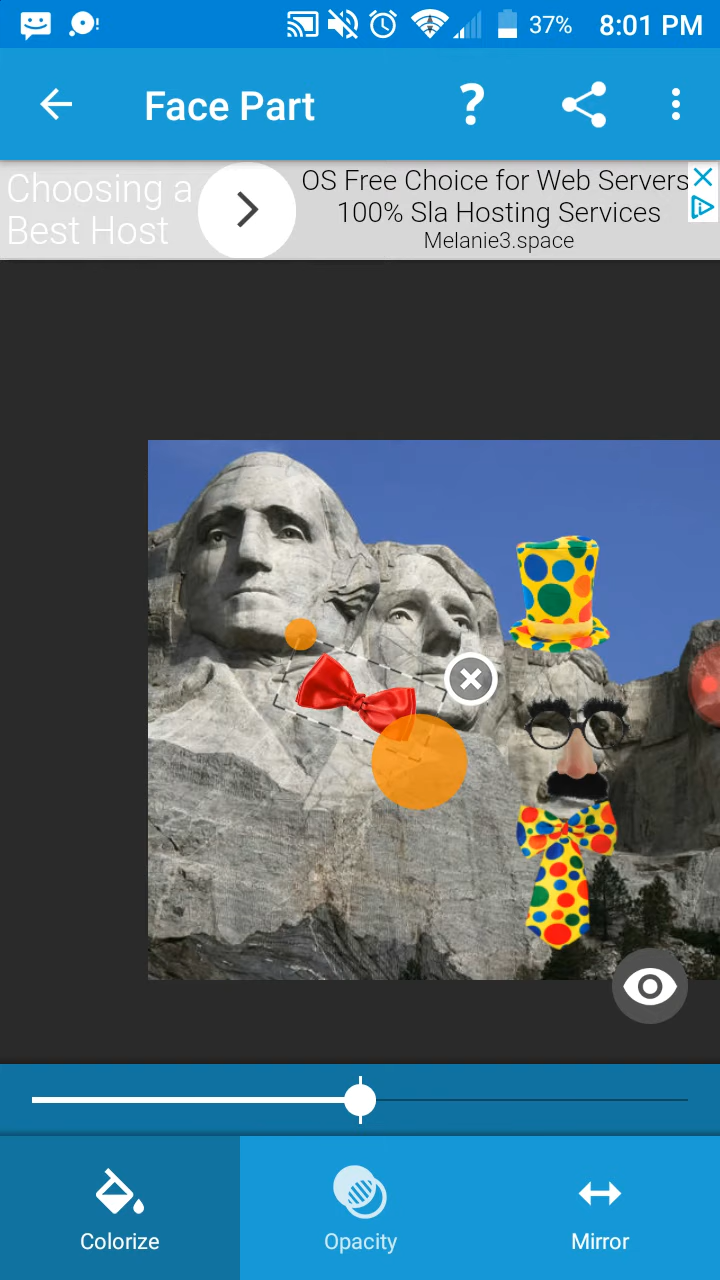 37% 8:01 PM
Face Part
Choosing a
Best Host
OS Free Choice for Web Servers
100% Sla Hosting Services
Melanie3.space
Colorize
Opacity
Mirror